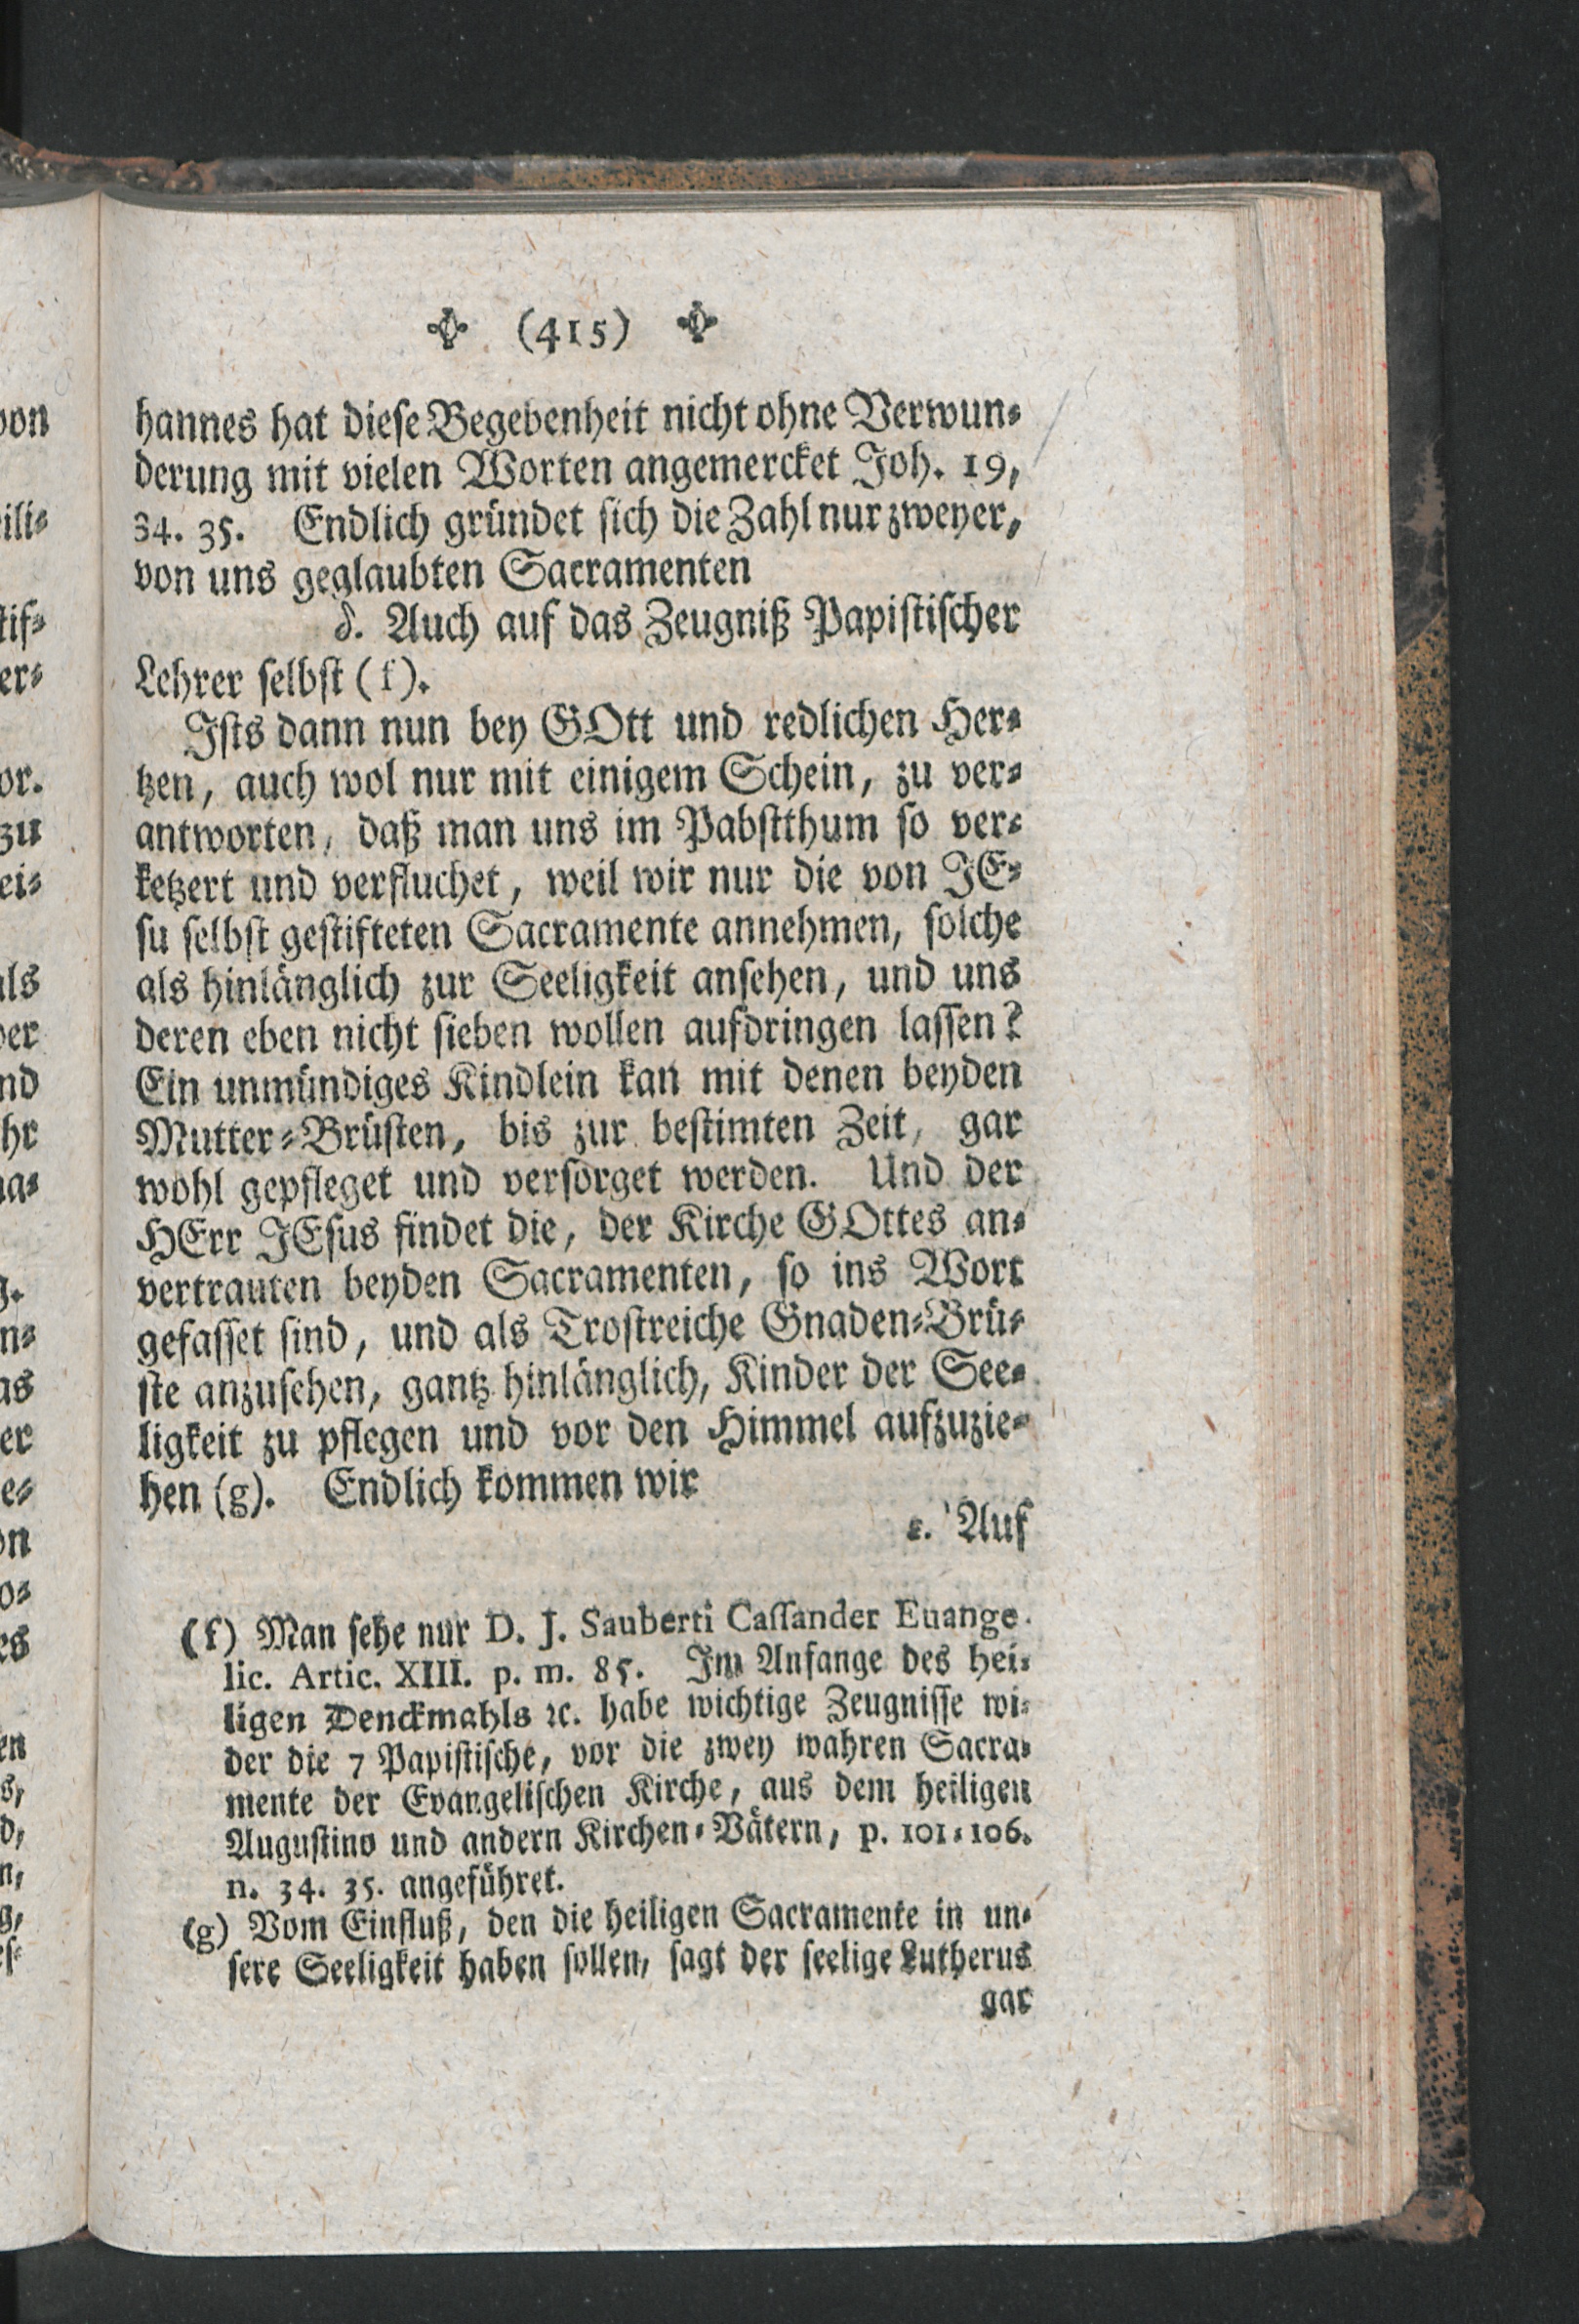 (415)
hannes hat diese Begebenheit nicht ohne Verwun-
derung mit vielen Worten angemercket Joh. 19,
34. 35. Endlich gründet sich die Zahl nur zweyer,
von uns geglaubten Sacramenten
δ. Auch auf das Zeugniß Papistischer
Lehrer selbst (f).
Ists dann nun bey GOtt und redlichen Her-
tzen, auch wol nur mit einigem Schein, zu ver-
antworten, daß man uns im Pabstthum so ver-
ketzert und verfluchet, weil wir nur die von JE-
su selbst gestifteten Sacramente annehmen, solche
als hinlänglich zur Seeligkeit ansehen, und uns
deren eben nicht sieben wollen aufdringen lassen?
Ein unmündiges Kindlein kan mit denen beyden
Mutter-Brüsten, bis zur bestimten Zeit, gar
wohl gepfleget und versorget werden. Und der
HErr JEsus findet die, der Kirche GOttes an-
vertrauten beyden Sacramenten, so ins Wort
gefasset sind, und als Trostreiche Gnaden-Brü-
ste anzusehen, gantz hinlänglich, Kinder der See-
ligkeit zu pflegen und vor den Himmel aufzuzie-
hen (g). Endlich kommen wir
ε. Auf
(f) Man sehe nur D. J. Sauberti Cassander Euange-
lic. Artic. XIII. p. m. 85. Im Anfange des hei-
ligen Denckmahls ꝛc. habe wichtige Zeugnisse wi-
der die 7 Papistische, vor die zwey wahren Sacra-
mente der Evangelischen Kirche, aus dem heiligen
Augustino und andern Kirchen-Vätern, p. 101-106.
n. 34. 35. angeführet.
(g) Vom Einfluß, den die heiligen Sacramente in un-
sere Seeligkeit haben sollen, sagt der seelige Lutherus
gar